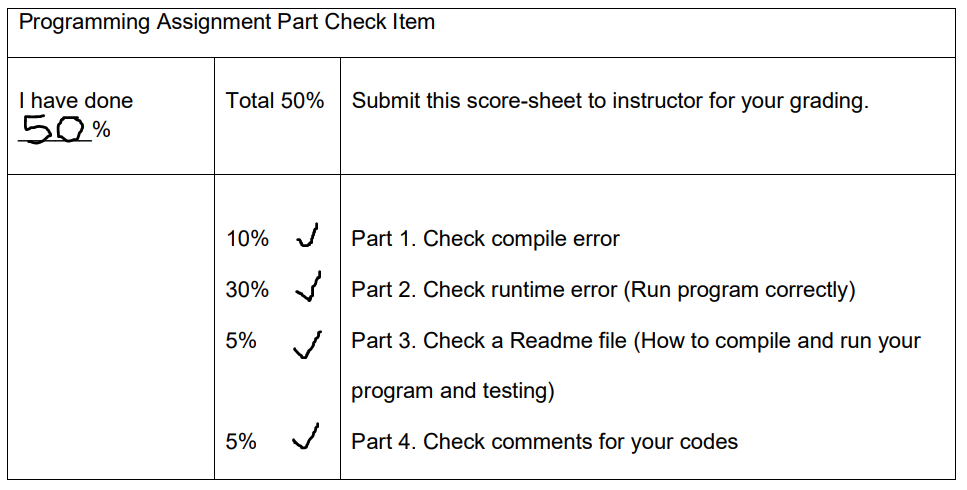 Programming Assignment Part Check Item
I have done
50 %
Total 50%
Submit this score-sheet to instructor for your grading.
10% ✓ Part 1. Check compile error
30% ✓ Part 2. Check runtime error (Run program correctly)
5% ✓ Part 3. Check a Readme file (How to compile and run your
program and testing)
5% ✓ Part 4. Check comments for your codes